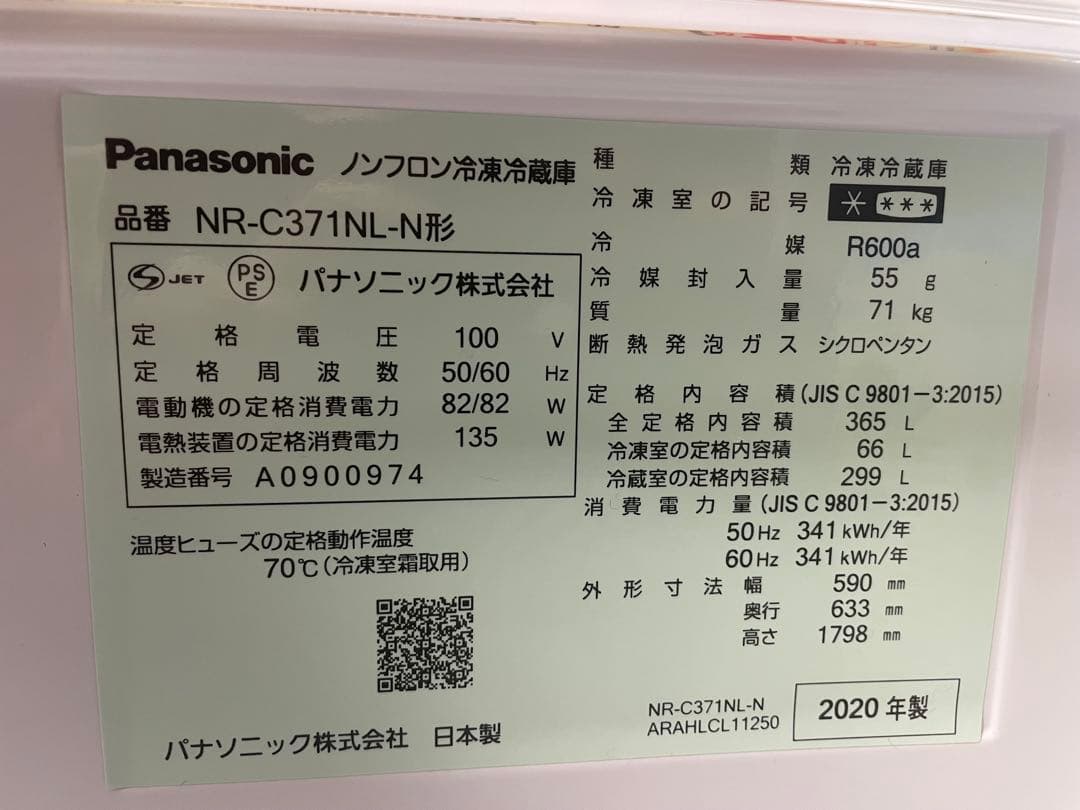 Panasonic ノンフロン冷凍冷蔵庫
品番 NR-C371NL-N形
JET PSE パナソニック株式会社
定格電圧 100 V
定格周波数 50/60 Hz
電動機の定格消費電力 82/82 W
電熱装置の定格消費電力 135 W
製造番号 A0900974
温度ヒューズの定格動作温度
70℃(冷凍室霜取用)
パナソニック株式会社 日本製
種類 冷凍冷蔵庫
冷凍室の記号 * ***
冷媒 R600a
冷媒封入量 55 g
質量 71 kg
断熱発泡ガス シクロペンタン
定格内容積(JIS C 9801-3:2015)
全定格内容積 365 L
冷凍室の定格内容積 66 L
冷蔵室の定格内容積 299 L
消費電力量(JIS C 9801-3:2015)
50Hz 341kWh/年
60Hz 341kWh/年
外形寸法 幅 590 mm
奥行 633 mm
高さ 1798 mm
NR-C371NL-N
ARAHLCL11250
2020年製